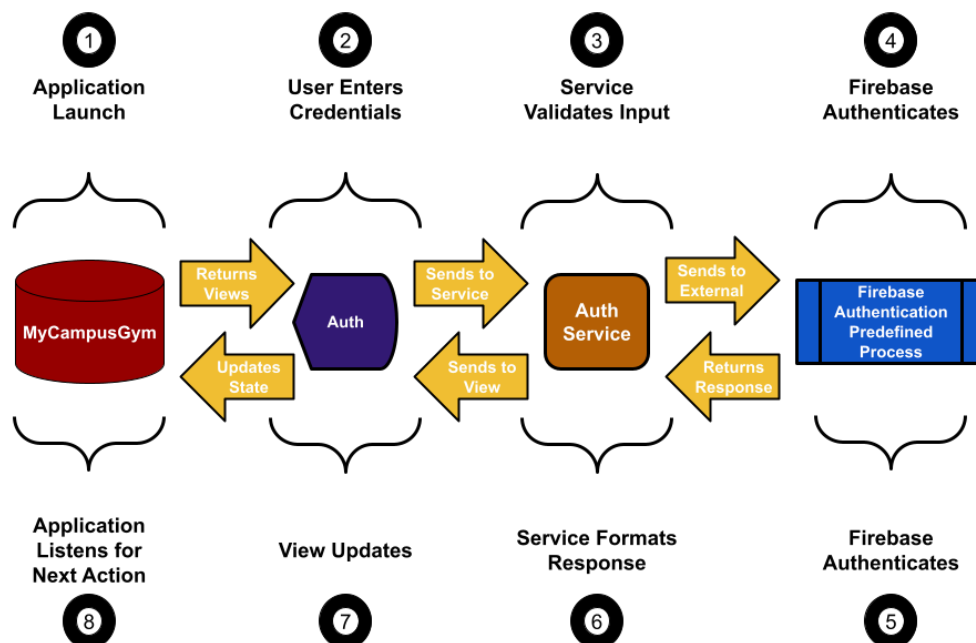 1
2
3
4
Application
Launch
User Enters
Credentials
Service
Validates Input
Firebase
Authenticates
Returns
Views
Sends to
Service
Sends to
External
MyCampusGym
Auth
Auth
Service
Firebase
Authentication
Predefined
Process
Updates
State
Sends to
View
Returns
Response
Application
Listens for
Next Action
View Updates
Service Formats
Response
Firebase
Authenticates
8
7
6
5